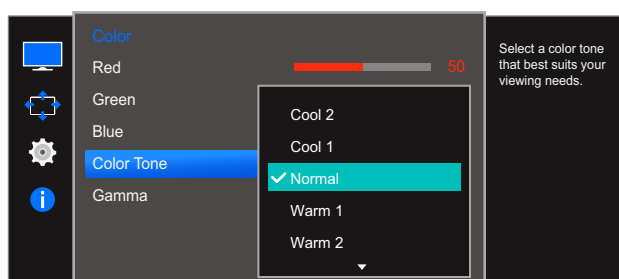 Color
Red 50
Green
Blue
Color Tone
Gamma
Cool 2
Cool 1
Normal
Warm 1
Warm 2
Select a color tone
that best suits your
viewing needs.